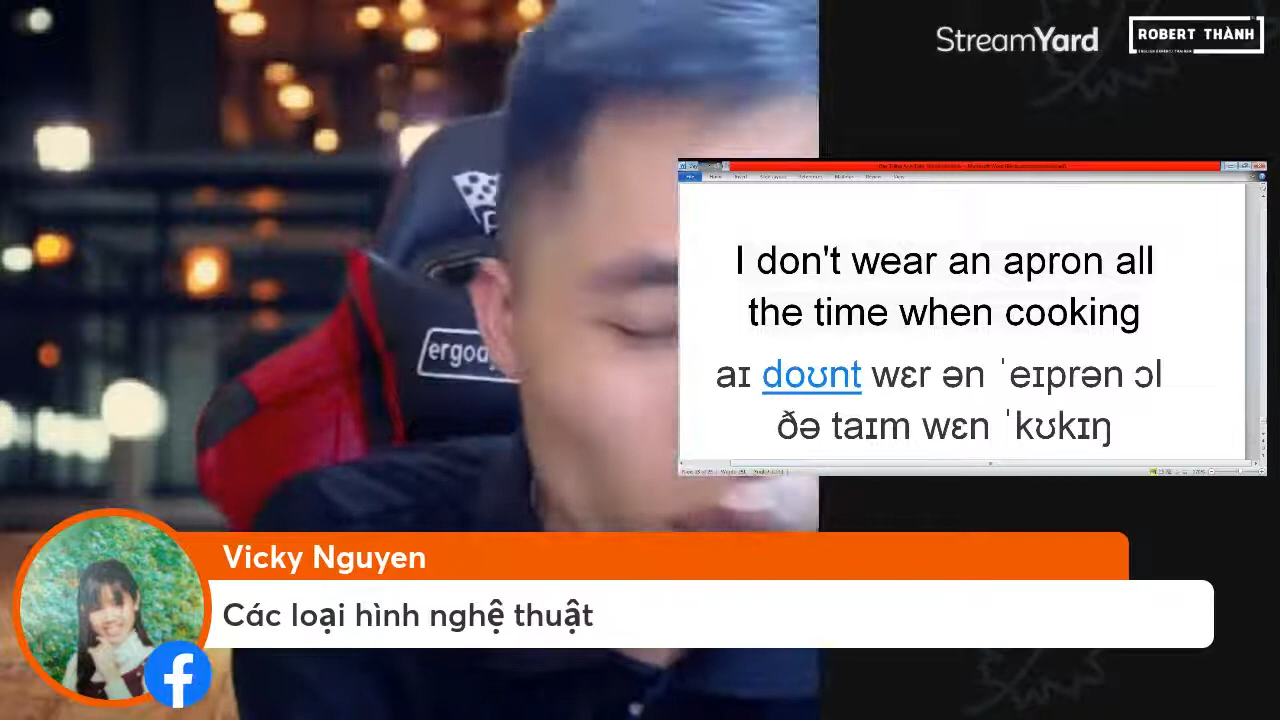 StreamYard
ROBERT THÀNH
File
I don't wear an apron all
the time when cooking
aɪ doʊnt wɛr ən ˈeɪprən ɔl
ðə taɪm wɛn ˈkʊkɪŋ
Vicky Nguyen
Các loại hình nghệ thuật